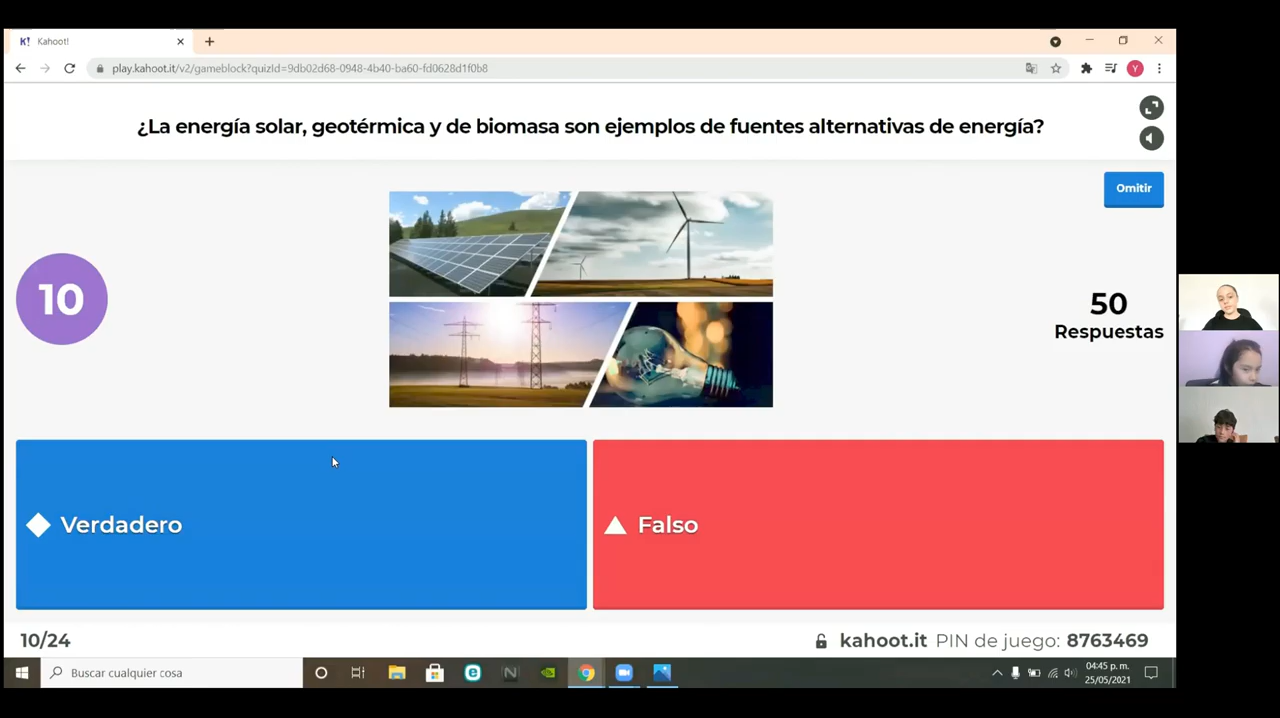 K! Kahoot!
play.kahoot.it/v2/gameblock?quizId=9db02d68-0948-4b40-ba60-fd0628d1f0b8
Y
¿La energía solar, geotérmica y de biomasa son ejemplos de fuentes alternativas de energía?
Omitir
10
50
Respuestas
Verdadero
Falso
10/24
kahoot.it PIN de juego: 8763469
Buscar cualquier cosa
04:45 p. m.
25/05/2021